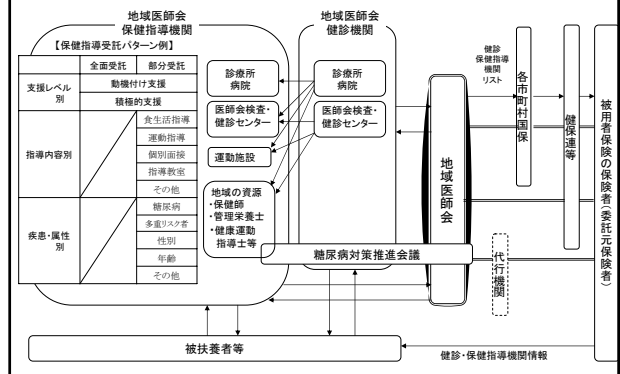 地域医師会
保健指導機関
【保健指導受託パターン例】
全面受託
部分受託
支援レベル
別
動機付け支援
積極的支援
指導内容別
食生活指導
運動指導
個別面接
指導教室
その他
疾患・属性
別
糖尿病
多重リスク者
性別
年齢
その他
診療所
病院
医師会検査・
健診センター
運動施設
地域の資源
・保健師
・管理栄養士
・健康運動
指導士等
地域医師会
健診機関
診療所
病院
医師会検査・
健診センター
糖尿病対策推進会議
地域医師会
健診
保健指導
機関
リスト
各市町村国保
健保連等
代行機関
被用者保険の保険者(委託元保険者)
被扶養者等
健診・保健指導機関情報